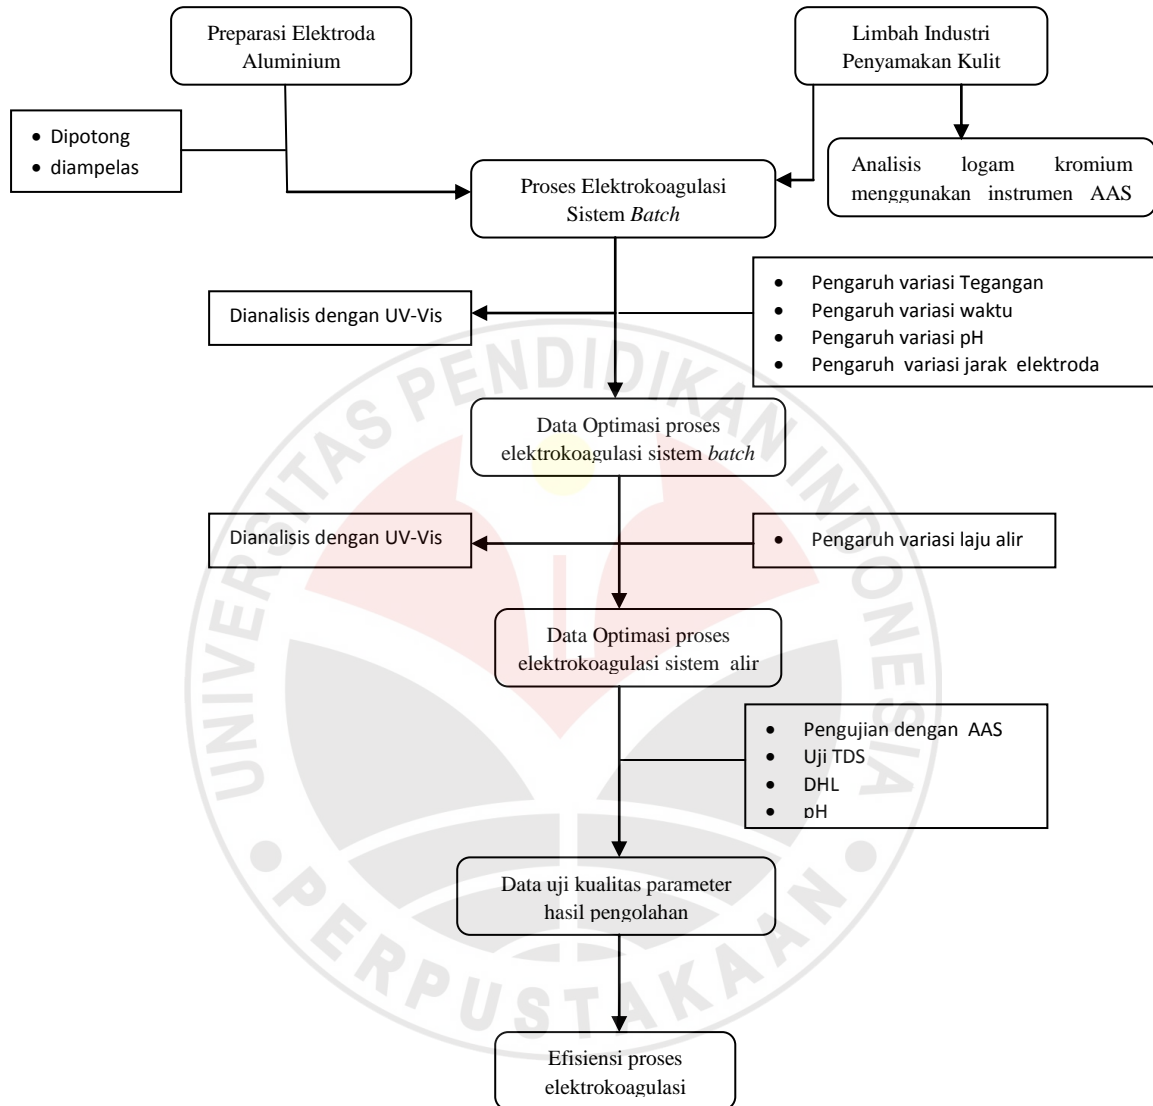 Preparasi Elektroda
Aluminium
Limbah Industri
Penyamakan Kulit
• Dipotong
• diampelas
Analisis logam kromium
menggunakan instrumen AAS
Proses Elektrokoagulasi
Sistem Batch
Dianalisis dengan UV-Vis
• Pengaruh variasi Tegangan
• Pengaruh variasi waktu
• Pengaruh variasi pH
• Pengaruh variasi jarak elektroda
Data Optimasi proses
elektrokoagulasi sistem batch
Dianalisis dengan UV-Vis
• Pengaruh variasi laju alir
Data Optimasi proses
elektrokoagulasi sistem alir
• Pengujian dengan AAS
• Uji TDS
• DHL
• pH
Data uji kualitas parameter
hasil pengolahan
Efisiensi proses
elektrokoagulasi
UNIVERSITAS PENDIDIKAN INDONESIA
PERPUSTAKAAN